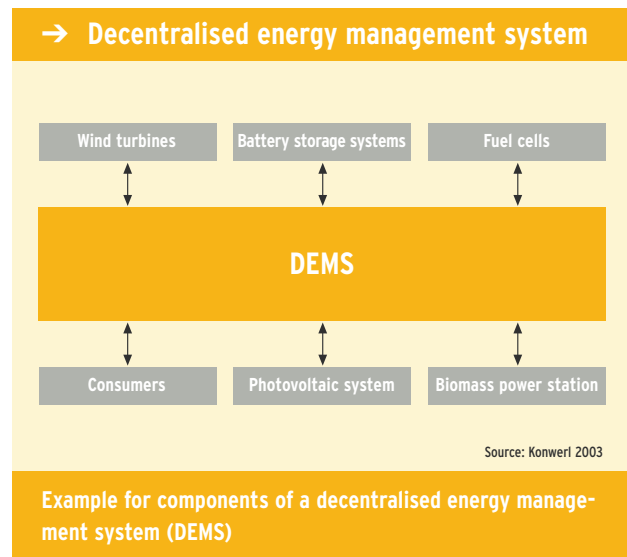 → Decentralised energy management system
Wind turbines
Battery storage systems
Fuel cells
DEMS
Consumers
Photovoltaic system
Biomass power station
Source: Konwerl 2003
Example for components of a decentralised energy manage-
ment system (DEMS)